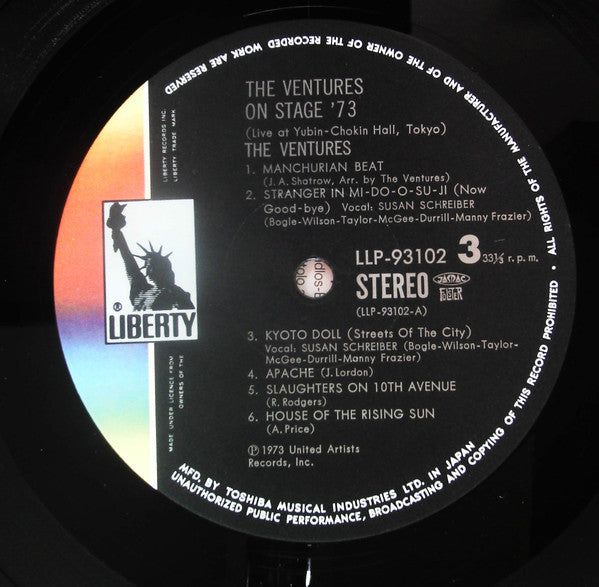 THE VENTURES
ON STAGE '73
(Live at Yubin-Chokin Hall, Tokyo)
THE VENTURES
1. MANCHURIAN BEAT
(J.A. Shatrow, Arr. by The Ventures)
2. STRANGER IN MI-DO-O-SU-JI (Now
Good-bye) Vocal: SUSAN SCHREIBER
(Bogle-Wilson-Taylor-McGee-Durrill-Manny Frazier)
LLP-93102 3 33⅓ r.p.m.
STEREO JASRAC
(LLP-93102-A)
3. KYOTO DOLL (Streets Of The City)
Vocal: SUSAN SCHREIBER (Bogle-Wilson-Taylor-
McGee-Durrill-Manny Frazier)
4. APACHE (J. Lordon)
5. SLAUGHTERS ON 10TH AVENUE
(R. Rodgers)
6. HOUSE OF THE RISING SUN
(A. Price)
℗ 1973 United Artists
Records, Inc.
LIBERTY
LIBERTY RECORDS INC.
LIBERTY TRADE MARK
MADE UNDER LICENCE FROM
OWNERS OF THE
MFD. BY TOSHIBA MUSICAL INDUSTRIES LTD. IN JAPAN
UNAUTHORIZED PUBLIC PERFORMANCE, BROADCASTING AND COPYING OF THIS RECORD PROHIBITED • ALL RIGHTS OF THE MANUFACTURER AND OF THE OWNER OF THE RECORDED WORK ARE RESERVED